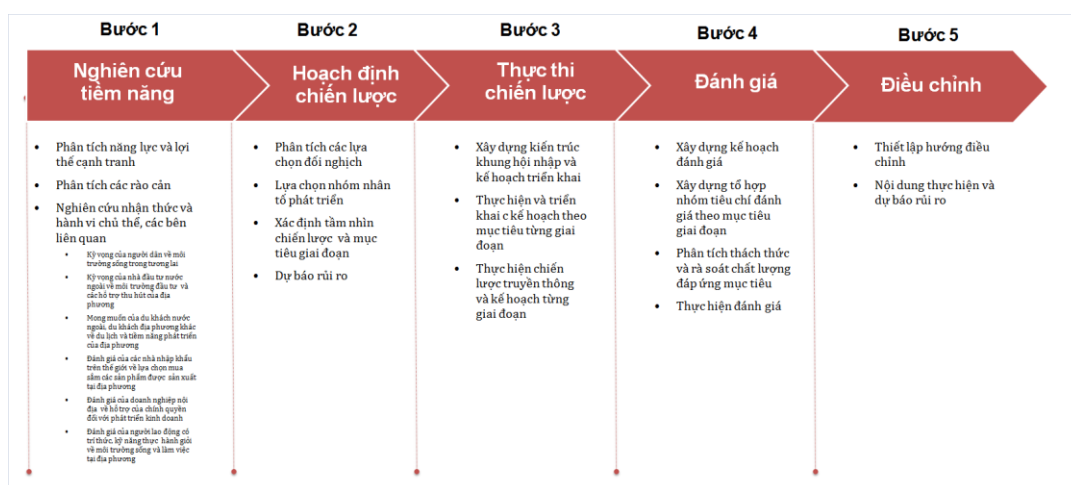 Bước 1
Bước 2
Bước 3
Bước 4
Bước 5
Nghiên cứu
tiềm năng
Hoạch định
chiến lược
Thực thi
chiến lược
Đánh giá
Điều chỉnh
• Phân tích năng lực và lợi
thế cạnh tranh
• Phân tích các rào cản
• Nghiên cứu nhận thức và
hành vi chủ thể, các bên
liên quan
• Kỳ vọng của người dân về môi
trường sống trong tương lai
• Kỳ vọng của nhà đầu tư nước
ngoài về môi trường đầu tư và
các hỗ trợ thu hút của địa
phương
• Mong muốn của du khách nước
ngoài, du khách địa phương khác
về du lịch và tiềm năng phát triển
của địa phương
• Đánh giá của các nhà nhập khẩu
trên thế giới về lựa chọn mua
sắm các sản phẩm được sản xuất
tại địa phương
• Đánh giá của doanh nghiệp nội
địa về hỗ trợ của chính quyền
đối với phát triển kinh doanh
• Đánh giá của người lao động có
trí thức, kỹ năng thực hành giỏi
về môi trường sống và làm việc
tại địa phương
• Phân tích các lựa
chọn đối nghịch
• Lựa chọn nhóm nhân
tố phát triển
• Xác định tầm nhìn
chiến lược và mục
tiêu giai đoạn
• Dự báo rủi ro
• Xây dựng kiến trúc
khung hội nhập và
kế hoạch triển khai
• Thực hiện và triển
khai c kế hoạch theo
mục tiêu từng giai
đoạn
• Thực hiện chiến
lược truyền thông
và kế hoạch từng
giai đoạn
• Xây dựng kế hoạch
đánh giá
• Xây dựng tổ hợp
nhóm tiêu chí đánh
giá theo mục tiêu
giai đoạn
• Phân tích thách thức
và rà soát chất lượng
đáp ứng mục tiêu
• Thực hiện đánh giá
• Thiết lập hướng điều
chỉnh
• Nội dung thực hiện và
dự báo rủi ro